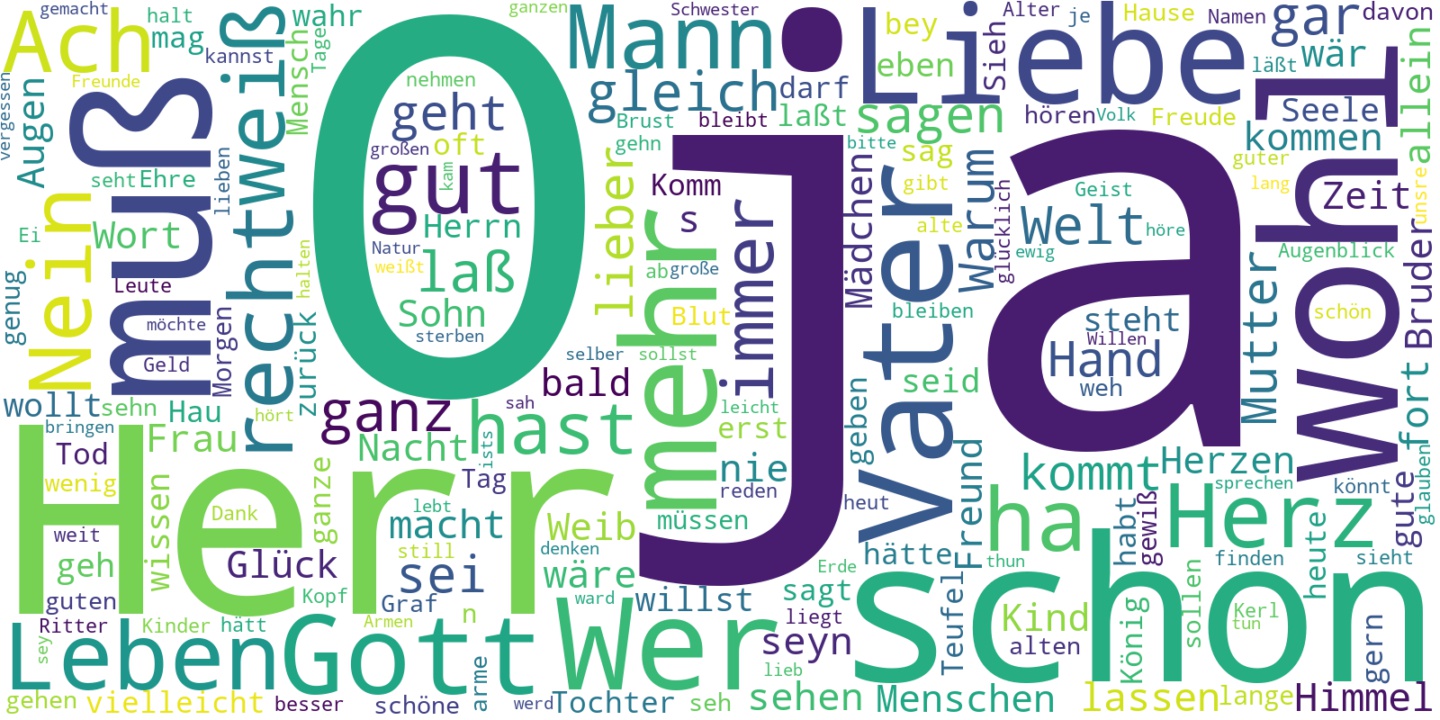 gemacht
halt
ganzen
Schwester
bey
Alter
je
Hause
Namen
gar
davon
Ach
mag
wahr
Mann
Liebe
Sieh
wär
kannst
Mensch
Tage
O
ja
nehmen
gleich
darf
eben
läßt
allein
vergessen
Freunde
Augen
muß
weiß
geht
großen
oft
kam
gut
Brust
bleibt
laßt
sagen
hören
Volk
Freude
Seele
kommen
wohl
gehn
bitte
sag
guter
lang
seht
Ehre
lieben
Herrn
Komm
s
Mädchen
gibt
Warum
glücklich
Geist
Zeit
unsre
Nein
Wort
recht
Natur
weißt
laß
lieber
mehr
immer
Vater
alte
Welt
ewig
höre
Augenblick
Bruder
Ei
genug
Leute
halten
Sohn
sterben
ab
große
Blut
bleiben
Mutter
schön
möchte
Geld
Morgen
zurück
selber
sollst
steht
Willen
Hand
weh
bald
geben
seid
fort
wollt
sehn
Hau
hört
ganz
sah
hast
leicht
erst
bringen
Herr
Frau
Nacht
ists
nie
reden
Freund
kommt
Herzen
sprechen
könnt
gute
glauben
Tod
wenig
wissen
Dank
ganze
Tag
lebt
macht
Weib
müssen
heut
ha
habt
gewiß
Herz
heute
weit
geh
Glück
still
denken
sei
wäre
Erde
hätte
thun
schon
finden
sieht
guten
Kopf
Graf
n
ward
willst
sagt
Teufel
Kind
König
sollen
Kerl
tun
gern
Ritter
Kinder
hätt
Armen
Wer
liegt
seyn
alten
sey
Leben
Gott
arme
lieb
gehen
vielleicht
besser
schöne
werd
Tochter
seh
sehen
Menschen
lassen
lange
Himmel